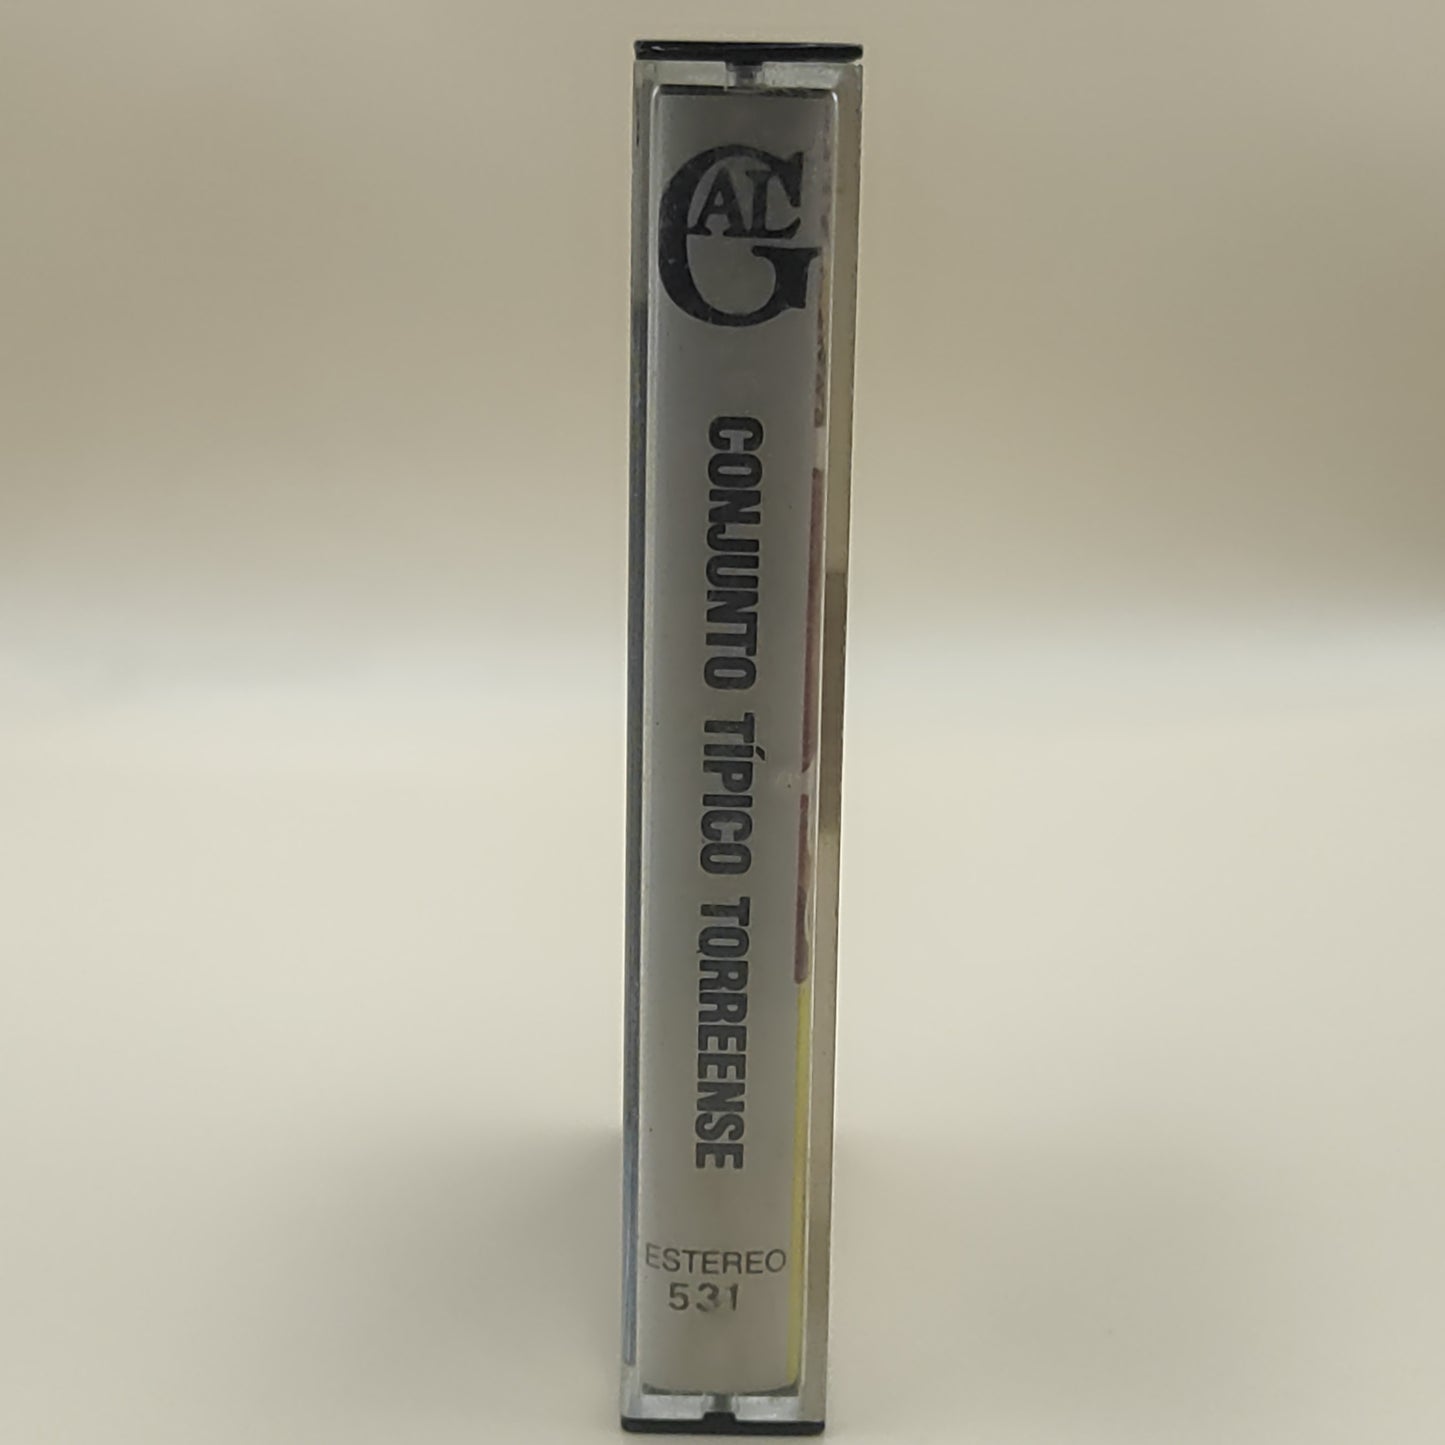 GAL
CONJUNTO TÍPICO TORREENSE
ESTEREO
531